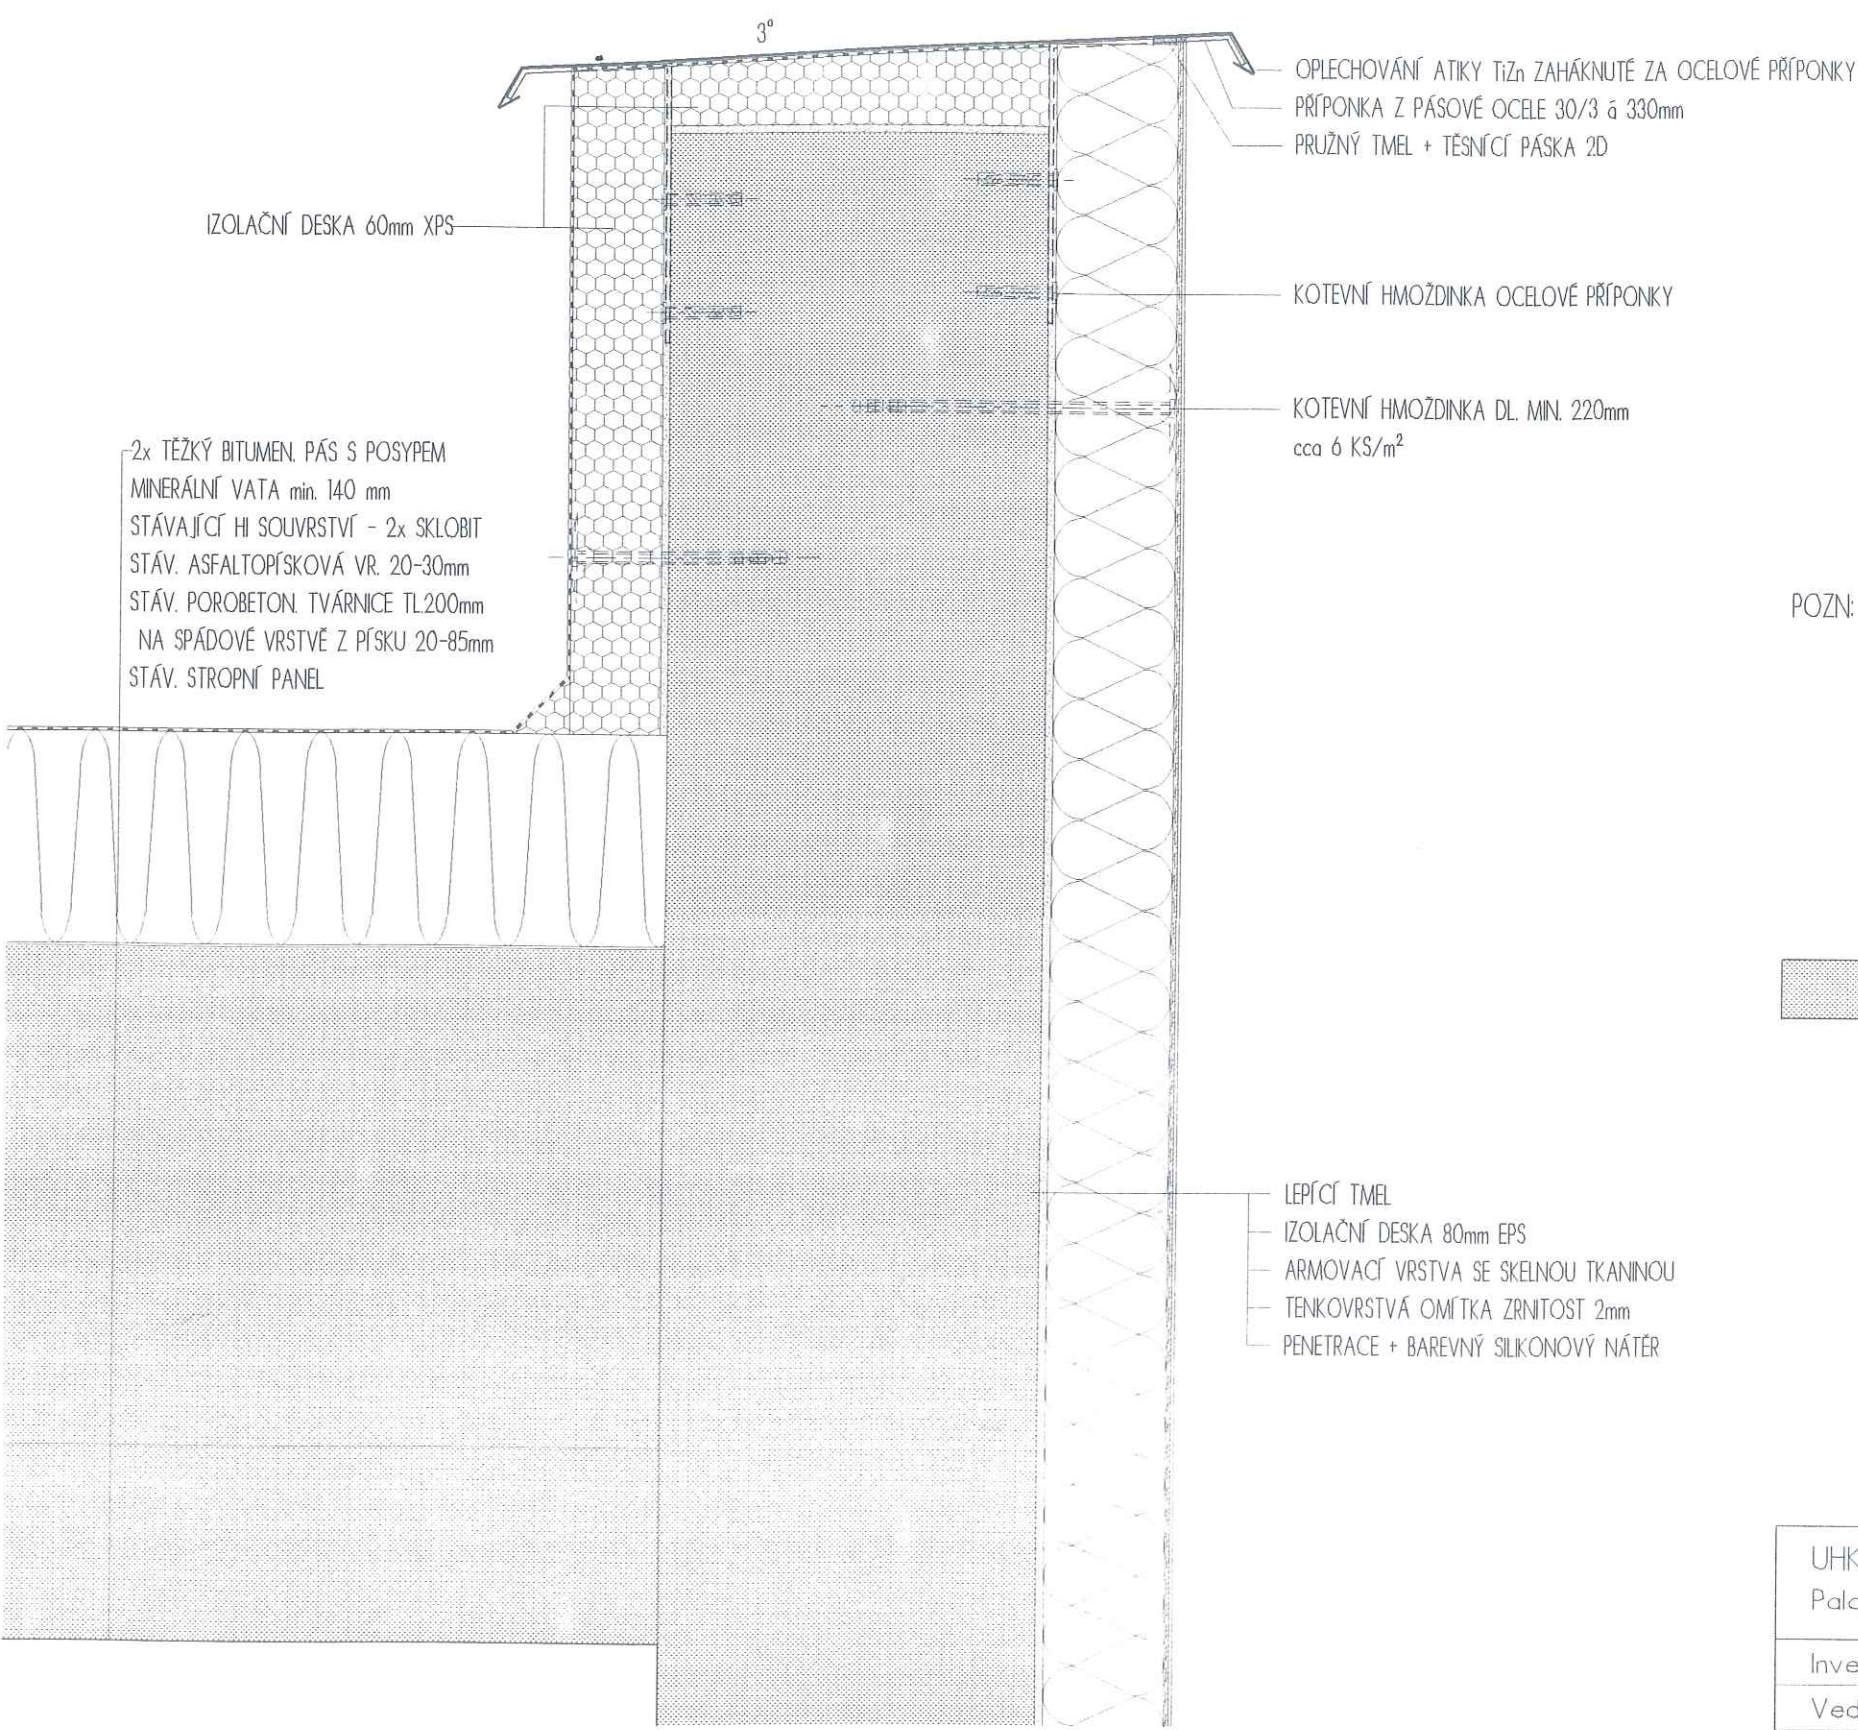 3°
OPLECHOVÁNÍ ATIKY TiZn ZAHÁKNUTÉ ZA OCELOVÉ PŘÍPONKY
PŘÍPONKA Z PÁSOVÉ OCELE 30/3 á 330mm
PRUŽNÝ TMEL + TĚSNÍCÍ PÁSKA 2D
IZOLAČNÍ DESKA 60mm XPS
KOTEVNÍ HMOŽDINKA OCELOVÉ PŘÍPONKY
KOTEVNÍ HMOŽDINKA DL. MIN. 220mm
cca 6 KS/m²
2x TĚŽKÝ BITUMEN. PÁS S POSYPEM
MINERÁLNÍ VATA min. 140 mm
STÁVAJÍCÍ HI SOUVRSTVÍ - 2x SKLOBIT
STÁV. ASFALTOPÍSKOVÁ VR. 20-30mm
STÁV. POROBETON. TVÁRNICE TL.200mm
NA SPÁDOVÉ VRSTVĚ Z PÍSKU 20-85mm
STÁV. STROPNÍ PANEL
POZN:
LEPÍCÍ TMEL
IZOLAČNÍ DESKA 80mm EPS
ARMOVACÍ VRSTVA SE SKELNOU TKANINOU
TENKOVRSTVÁ OMÍTKA ZRNITOST 2mm
PENETRACE + BAREVNÝ SILIKONOVÝ NÁTĚR
UHK
Palc
Inve
Ved